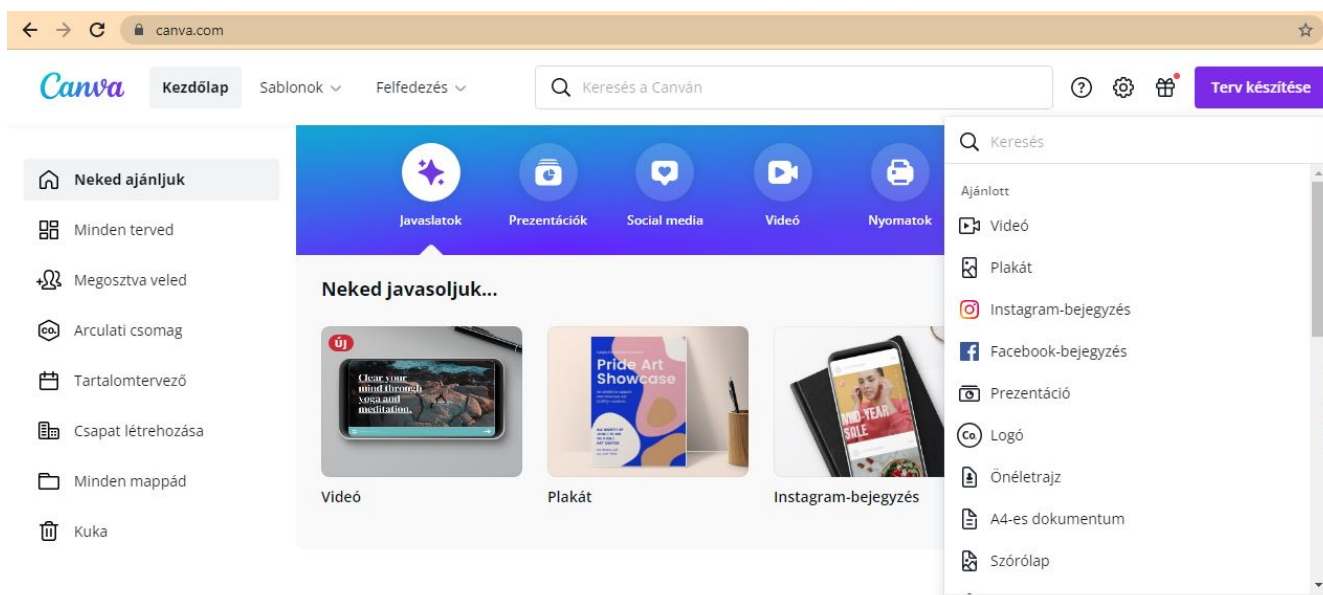 canva.com
Canva
Kezdőlap
Sablonok
Felfedezés
Keresés a Canván
Terv készítése
Neked ajánljuk
Minden terved
Megosztva veled
Arculati csomag
Tartalomtervező
Csapat létrehozása
Minden mappád
Kuka
Javaslatok
Prezentációk
Social media
Videó
Nyomatok
Neked javasoljuk...
ÚJ
Clear your
mind through
yoga and
meditation.
Videó
Pride Art
Showcase
Plakát
MID-YEAR
SALE
Instagram-bejegyzés
Keresés
Ajánlott
Videó
Plakát
Instagram-bejegyzés
Facebook-bejegyzés
Prezentáció
Co.
Logó
Önéletrajz
A4-es dokumentum
Szórólap